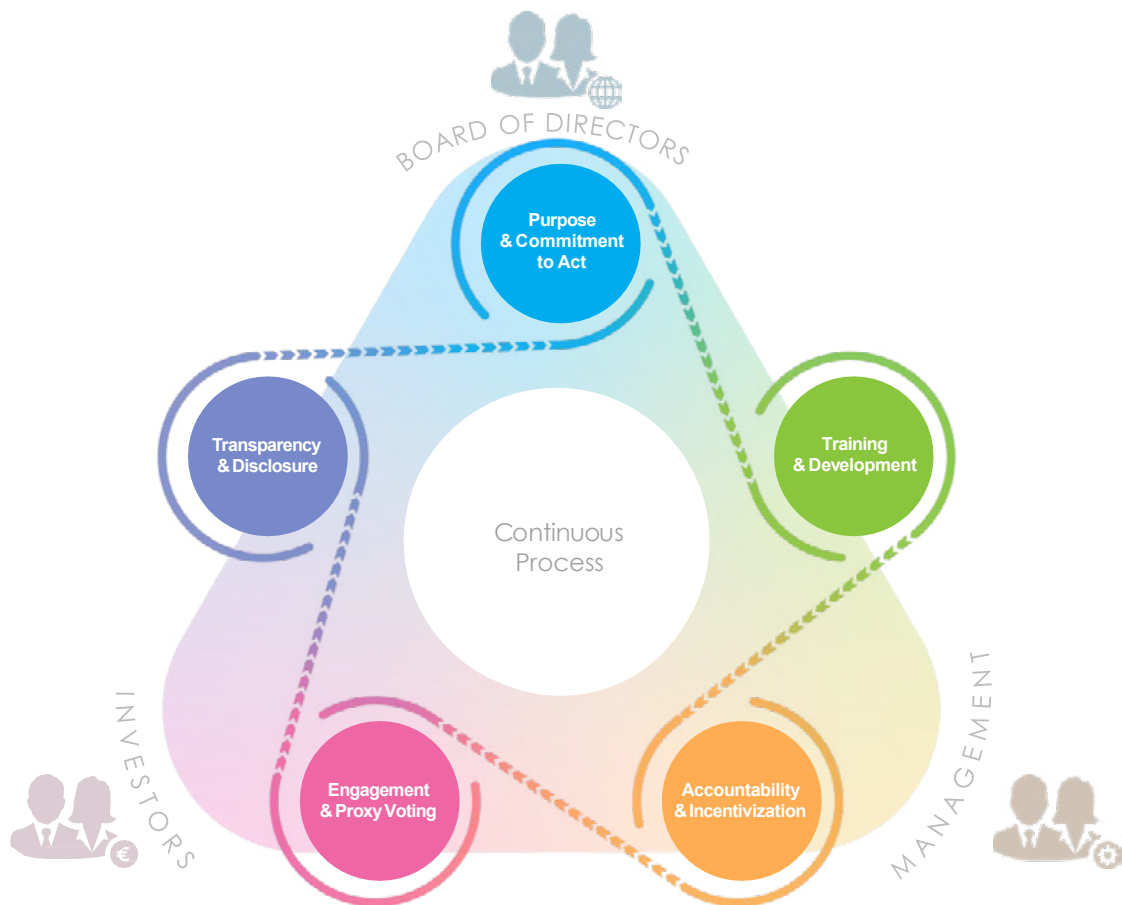 BOARD OF DIRECTORS
Purpose
& Commitment
to Act
Transparency
& Disclosure
Training
& Development
Continuous
Process
INVESTORS
MANAGEMENT
Engagement
& Proxy Voting
Accountability
& Incentivization
€